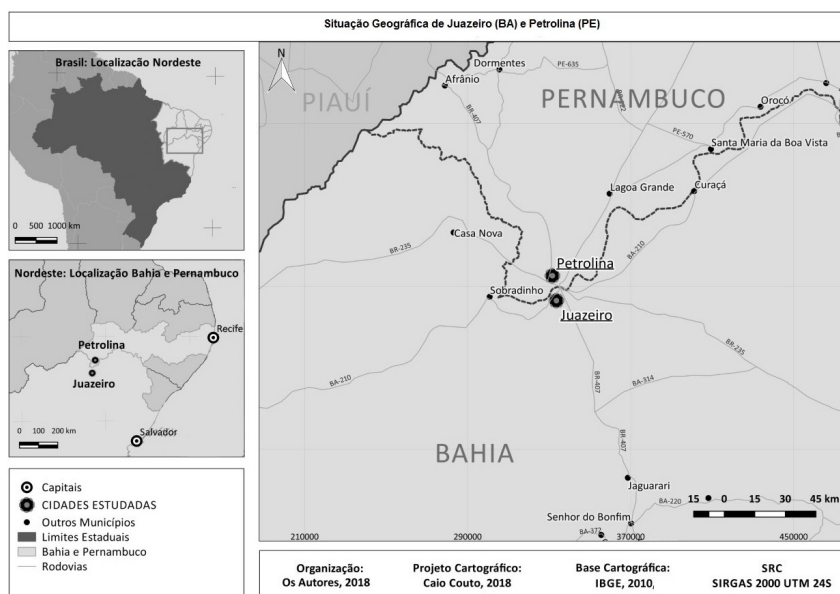 Situação Geográfica de Juazeiro (BA) e Petrolina (PE)
Brasil: Localização Nordeste
0 500 1000 km
Nordeste: Localização Bahia e Pernambuco
Recife
Petrolina
Juazeiro
0 100 200 km
Salvador
Capitais
CIDADES ESTUDADAS
Outros Municípios
Limites Estaduais
Bahia e Pernambuco
Rodovias
N
Dormentes
PE-635
Afrânio
PIAUÍ
PERNAMBUCO
BR-407
Orocó
PE-570
Santa Maria da Boa Vista
Lagoa Grande
Curaçá
Casa Nova
BR-235
BA-210
Petrolina
Sobradinho
Juazeiro
BR-235
BA-210
BR-407
BA-314
BAHIA
BR-407
Jaguarari
15 0 15 30 45 km
BA-220
Senhor do Bonfim
BA-372
210000 290000 370000 450000
Organização:
Os Autores, 2018
Projeto Cartográfico:
Caio Couto, 2018
Base Cartográfica:
IBGE, 2010,
SRC
SIRGAS 2000 UTM 24S